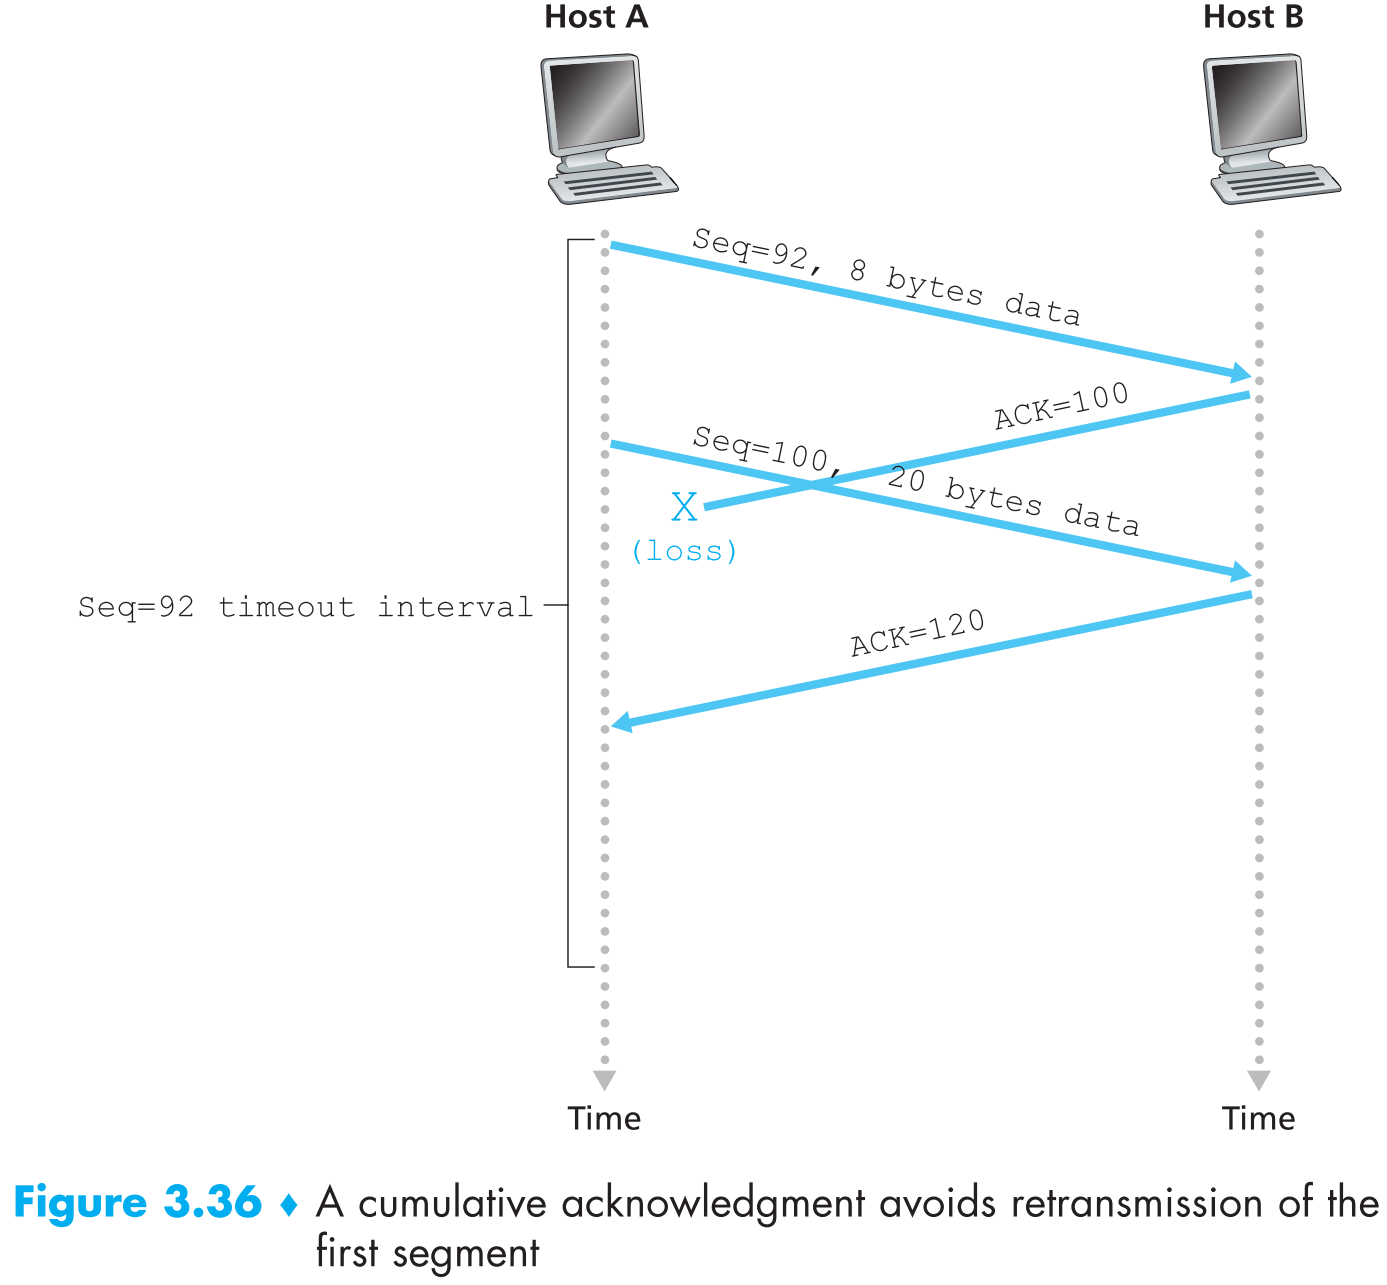 Host A
Host B
Seq=92, 8 bytes data
ACK=100
Seq=100, 20 bytes data
X
(loss)
Seq=92 timeout interval
ACK=120
Time
Time
Figure 3.36 ♦ A cumulative acknowledgment avoids retransmission of the
first segment